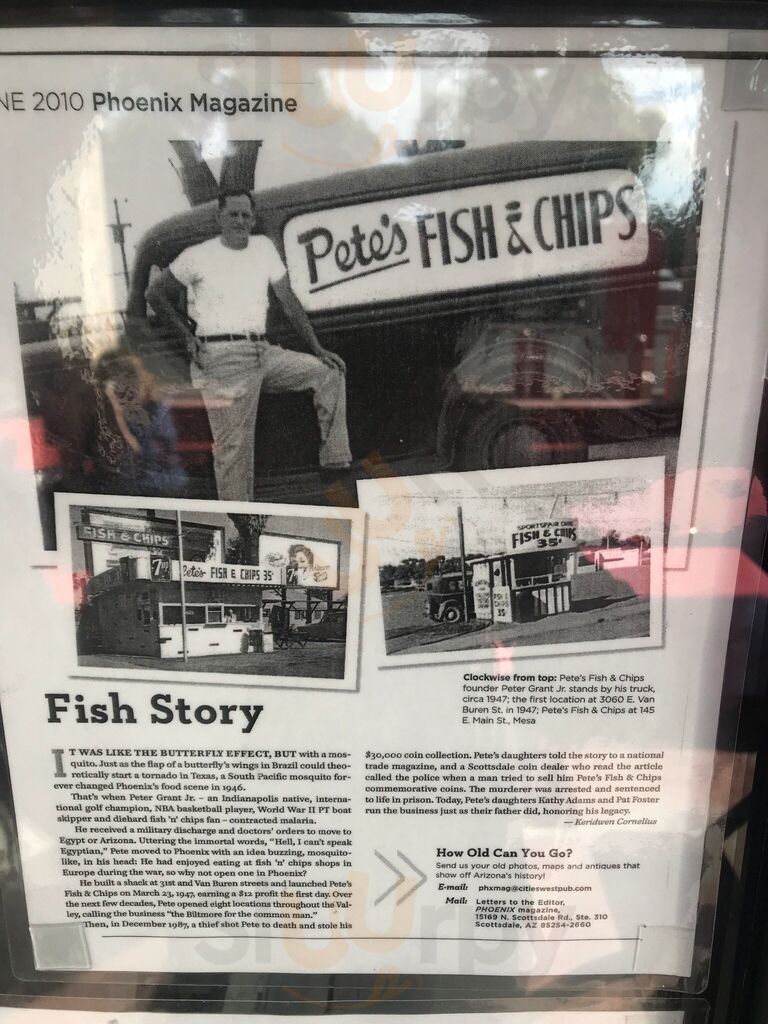 NE 2010 Phoenix Magazine
Pete's FISH & CHIPS
FISH & CHIPS
Pete's FISH & CHIPS 35¢
FISH & CHIPS
35¢
Clockwise from top: Pete's Fish & Chips
founder Peter Grant Jr. stands by his truck,
circa 1947; the first location at 3060 E. Van
Buren St. in 1947; Pete's Fish & Chips at 145
E. Main St., Mesa
Fish Story
IT WAS LIKE THE BUTTERFLY EFFECT, BUT with a mos-
quito. Just as the flap of a butterfly's wings in Brazil could theo-
retically start a tornado in Texas, a South Pacific mosquito for-
ever changed Phoenix's food scene in 1946.
That's when Peter Grant Jr. – an Indianapolis native, interna-
tional golf champion, NBA basketball player, World War II PT boat
skipper and diehard fish 'n' chips fan – contracted malaria.
He received a military discharge and doctors' orders to move to
Egypt or Arizona. Uttering the immortal words, "Hell, I can't speak
Egyptian," Pete moved to Phoenix with an idea buzzing, mosquito-
like, in his head: He had enjoyed eating at fish 'n' chips shops in
Europe during the war, so why not open one in Phoenix?
He built a shack at 31st and Van Buren streets and launched Pete's
Fish & Chips on March 23, 1947, earning a $12 profit the first day. Over
the next few decades, Pete opened eight locations throughout the Val-
ley, calling the business "the Biltmore for the common man."
Then, in December 1987, a thief shot Pete to death and stole his
$30,000 coin collection. Pete's daughters told the story to a national
trade magazine, and a Scottsdale coin dealer who read the article
called the police when a man tried to sell him Pete's Fish & Chips
commemorative coins. The murderer was arrested and sentenced
to life in prison. Today, Pete's daughters Kathy Adams and Pat Foster
run the business just as their father did, honoring his legacy.
— Keridwen Cornelius
How Old Can You Go?
Send us your old photos, maps and antiques that
show off Arizona's history!
E-mail: phxmag@citieswestpub.com
Mail: Letters to the Editor,
PHOENIX magazine,
15169 N. Scottsdale Rd., Ste. 310
Scottsdale, AZ 85254-2660
sluurpy
sluurpy